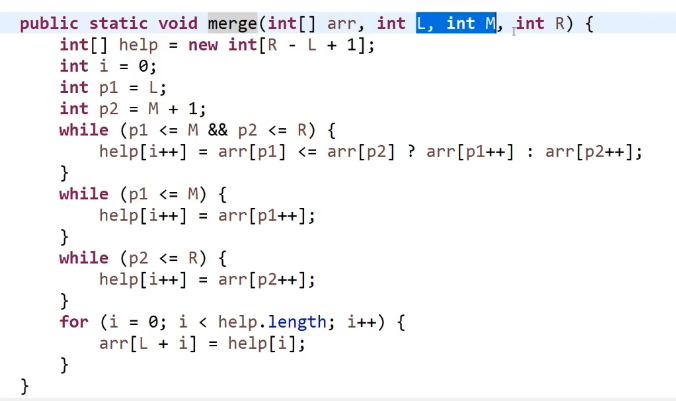 public static void merge(int[] arr, int L, int M, int R) {
    int[] help = new int[R - L + 1];
    int i = 0;
    int p1 = L;
    int p2 = M + 1;
    while (p1 <= M && p2 <= R) {
        help[i++] = arr[p1] <= arr[p2] ? arr[p1++] : arr[p2++];
    }
    while (p1 <= M) {
        help[i++] = arr[p1++];
    }
    while (p2 <= R) {
        help[i++] = arr[p2++];
    }
    for (i = 0; i < help.length; i++) {
        arr[L + i] = help[i];
    }
}